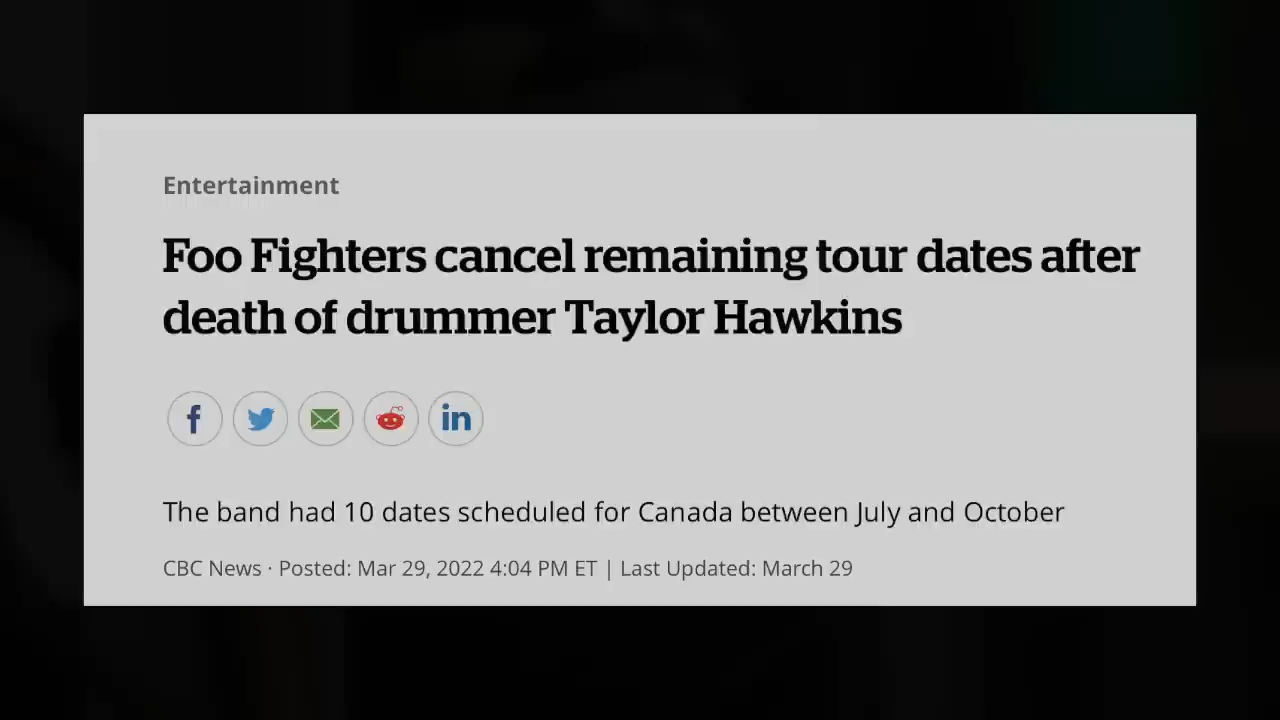 Entertainment
Foo Fighters cancel remaining tour dates after
death of drummer Taylor Hawkins
The band had 10 dates scheduled for Canada between July and October
CBC News · Posted: Mar 29, 2022 4:04 PM ET | Last Updated: March 29